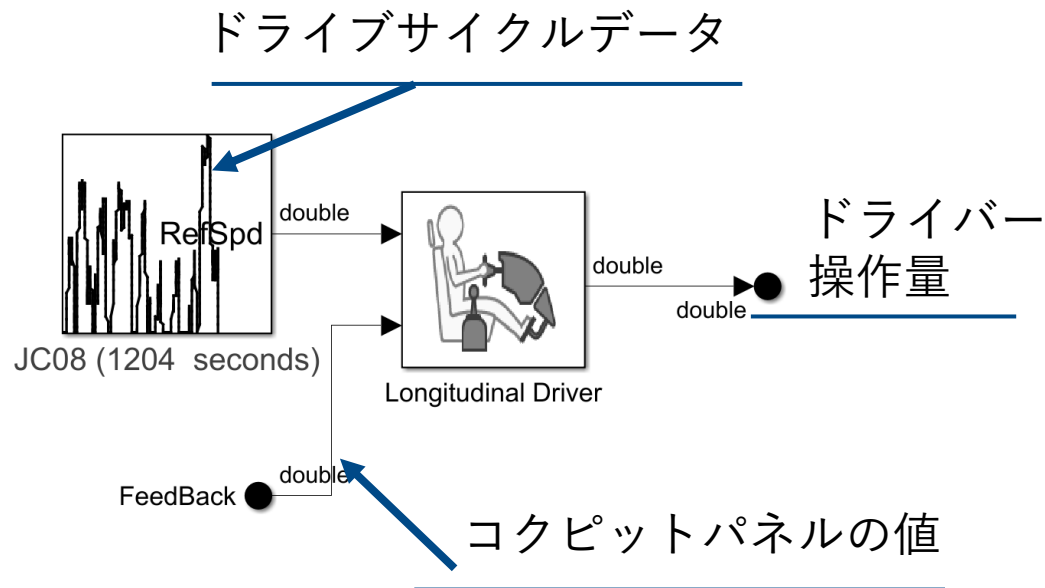 ドライブサイクルデータ
RefSpd
double
JC08 (1204 seconds)
Longitudinal Driver
double
double
ドライバー
操作量
FeedBack
double
コクピットパネルの値